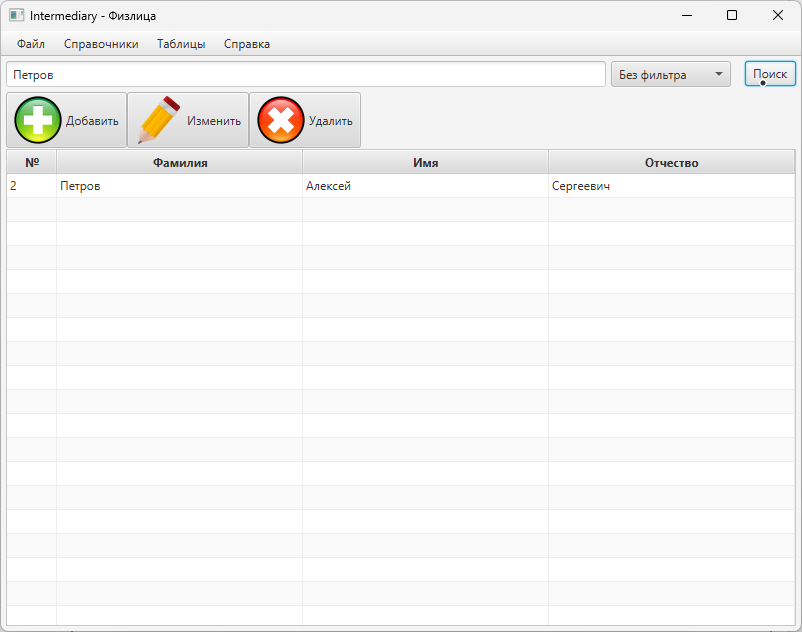 Intermediary - Физлица
Файл Справочники Таблицы Справка
Петров Без фильтра Поиск
Добавить Изменить Удалить
№ Фамилия Имя Отчество
2 Петров Алексей Сергеевич